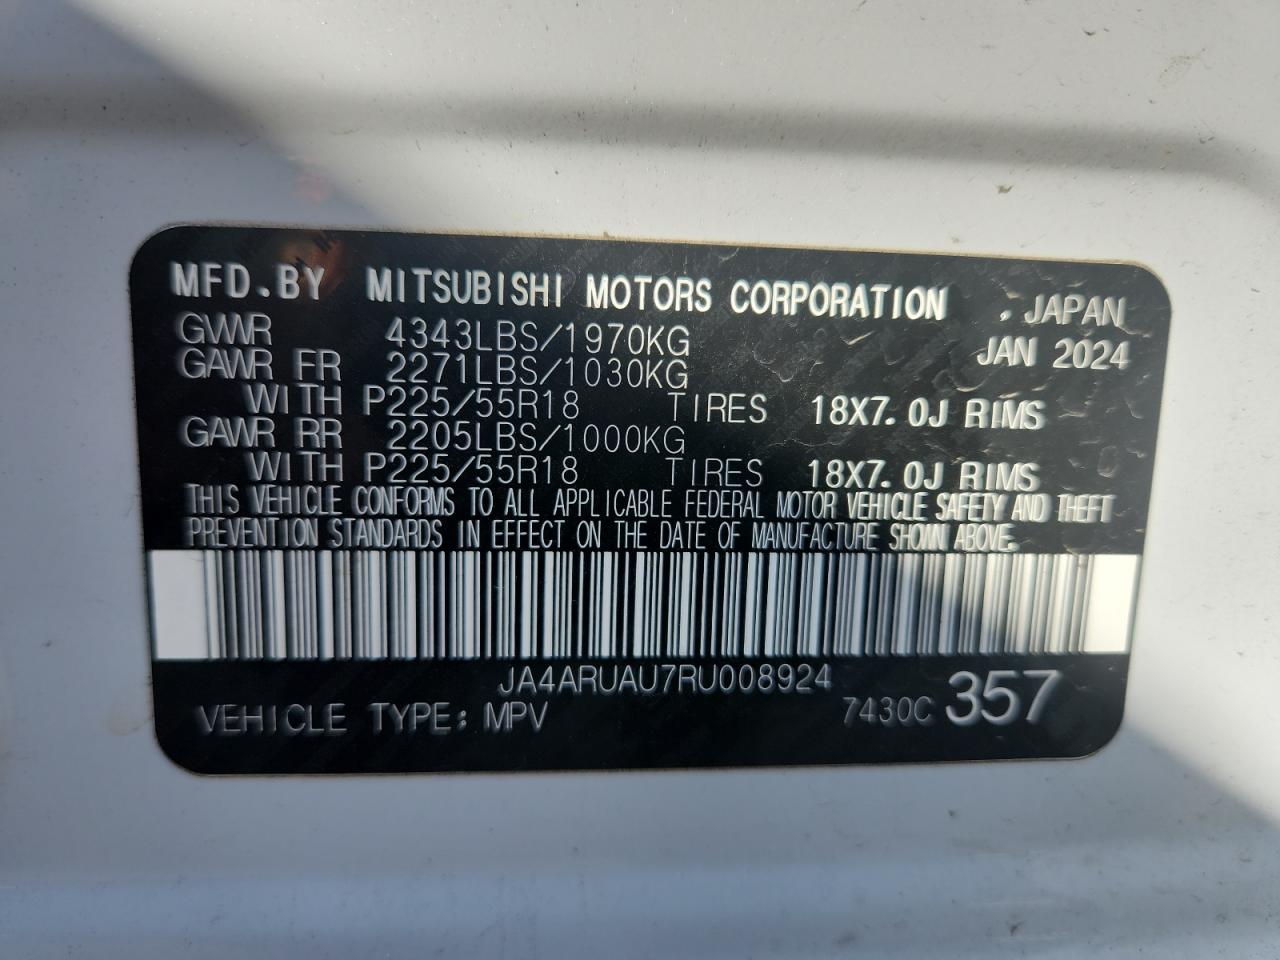 MFD.BY MITSUBISHI MOTORS CORPORATION , JAPAN
GVWR 4343LBS/1970KG JAN 2024
GAWR FR 2271LBS/1030KG
WITH P225/55R18 TIRES 18X7.0J RIMS
GAWR RR 2205LBS/1000KG
WITH P225/55R18 TIRES 18X7.0J RIMS
THIS VEHICLE CONFORMS TO ALL APPLICABLE FEDERAL MOTOR VEHICLE SAFETY AND THEFT
PREVENTION STANDARDS IN EFFECT ON THE DATE OF MANUFACTURE SHOWN ABOVE.
JA4ARUAU7RU008924
VEHICLE TYPE: MPV 7430C 357